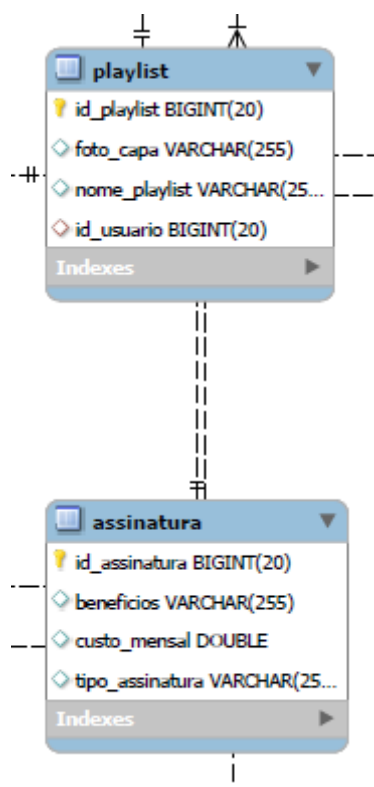 playlist
id_playlist BIGINT(20)
foto_capa VARCHAR(255)
nome_playlist VARCHAR(25...
id_usuario BIGINT(20)
Indexes
assinatura
id_assinatura BIGINT(20)
beneficios VARCHAR(255)
custo_mensal DOUBLE
tipo_assinatura VARCHAR(25...
Indexes